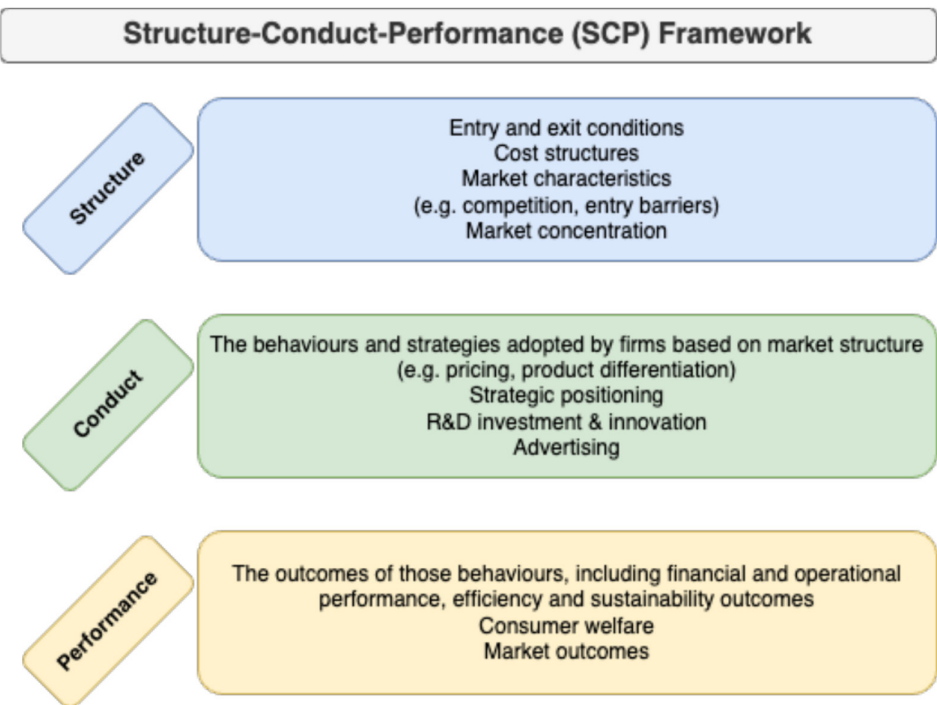 Structure-Conduct-Performance (SCP) Framework
Structure
Entry and exit conditions
Cost structures
Market characteristics
(e.g. competition, entry barriers)
Market concentration
Conduct
The behaviours and strategies adopted by firms based on market structure
(e.g. pricing, product differentiation)
Strategic positioning
R&D investment & innovation
Advertising
Performance
The outcomes of those behaviours, including financial and operational
performance, efficiency and sustainability outcomes
Consumer welfare
Market outcomes